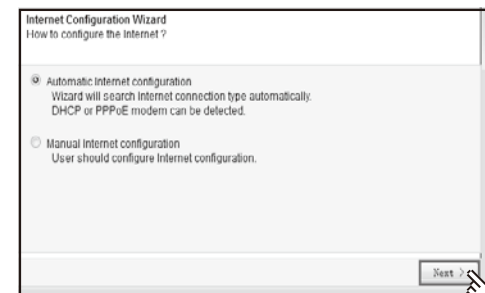 Internet Configuration Wizard
How to configure the Internet ?
Automatic Internet configuration
Wizard will search Internet connection type automatically.
DHCP or PPPoE modem can be detected.
Manual Internet configuration
User should configure Internet configuration.
Next >